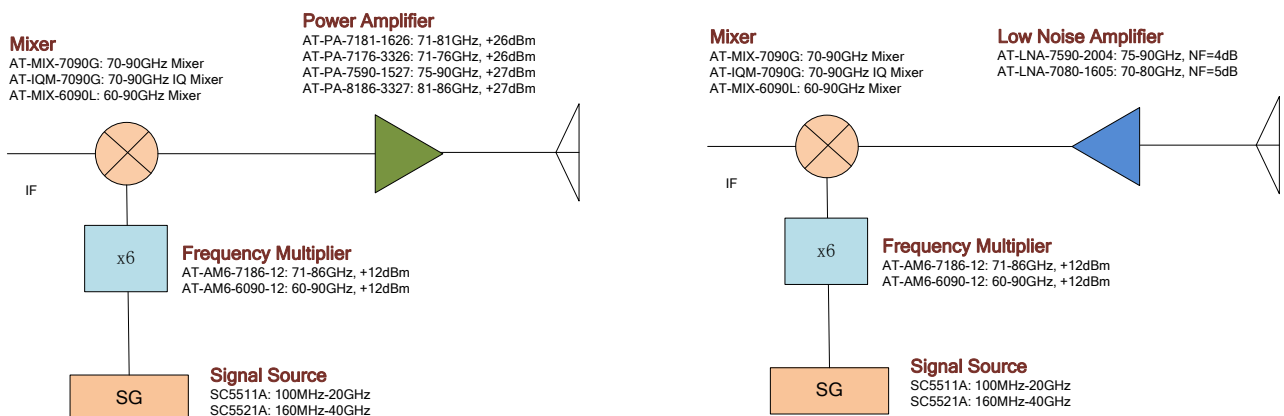 Power Amplifier
AT-PA-7181-1626: 71-81GHz, +26dBm
AT-PA-7176-3326: 71-76GHz, +26dBm
AT-PA-7590-1527: 75-90GHz, +27dBm
AT-PA-8186-3327: 81-86GHz, +27dBm
Mixer
AT-MIX-7090G: 70-90GHz Mixer
AT-IQM-7090G: 70-90GHz IQ Mixer
AT-MIX-6090L: 60-90GHz Mixer
IF
x6
Frequency Multiplier
AT-AM6-7186-12: 71-86GHz, +12dBm
AT-AM6-6090-12: 60-90GHz, +12dBm
SG
Signal Source
SC5511A: 100MHz-20GHz
SC5521A: 160MHz-40GHz
Mixer
AT-MIX-7090G: 70-90GHz Mixer
AT-IQM-7090G: 70-90GHz IQ Mixer
AT-MIX-6090L: 60-90GHz Mixer
Low Noise Amplifier
AT-LNA-7590-2004: 75-90GHz, NF=4dB
AT-LNA-7080-1605: 70-80GHz, NF=5dB
IF
x6
Frequency Multiplier
AT-AM6-7186-12: 71-86GHz, +12dBm
AT-AM6-6090-12: 60-90GHz, +12dBm
SG
Signal Source
SC5511A: 100MHz-20GHz
SC5521A: 160MHz-40GHz